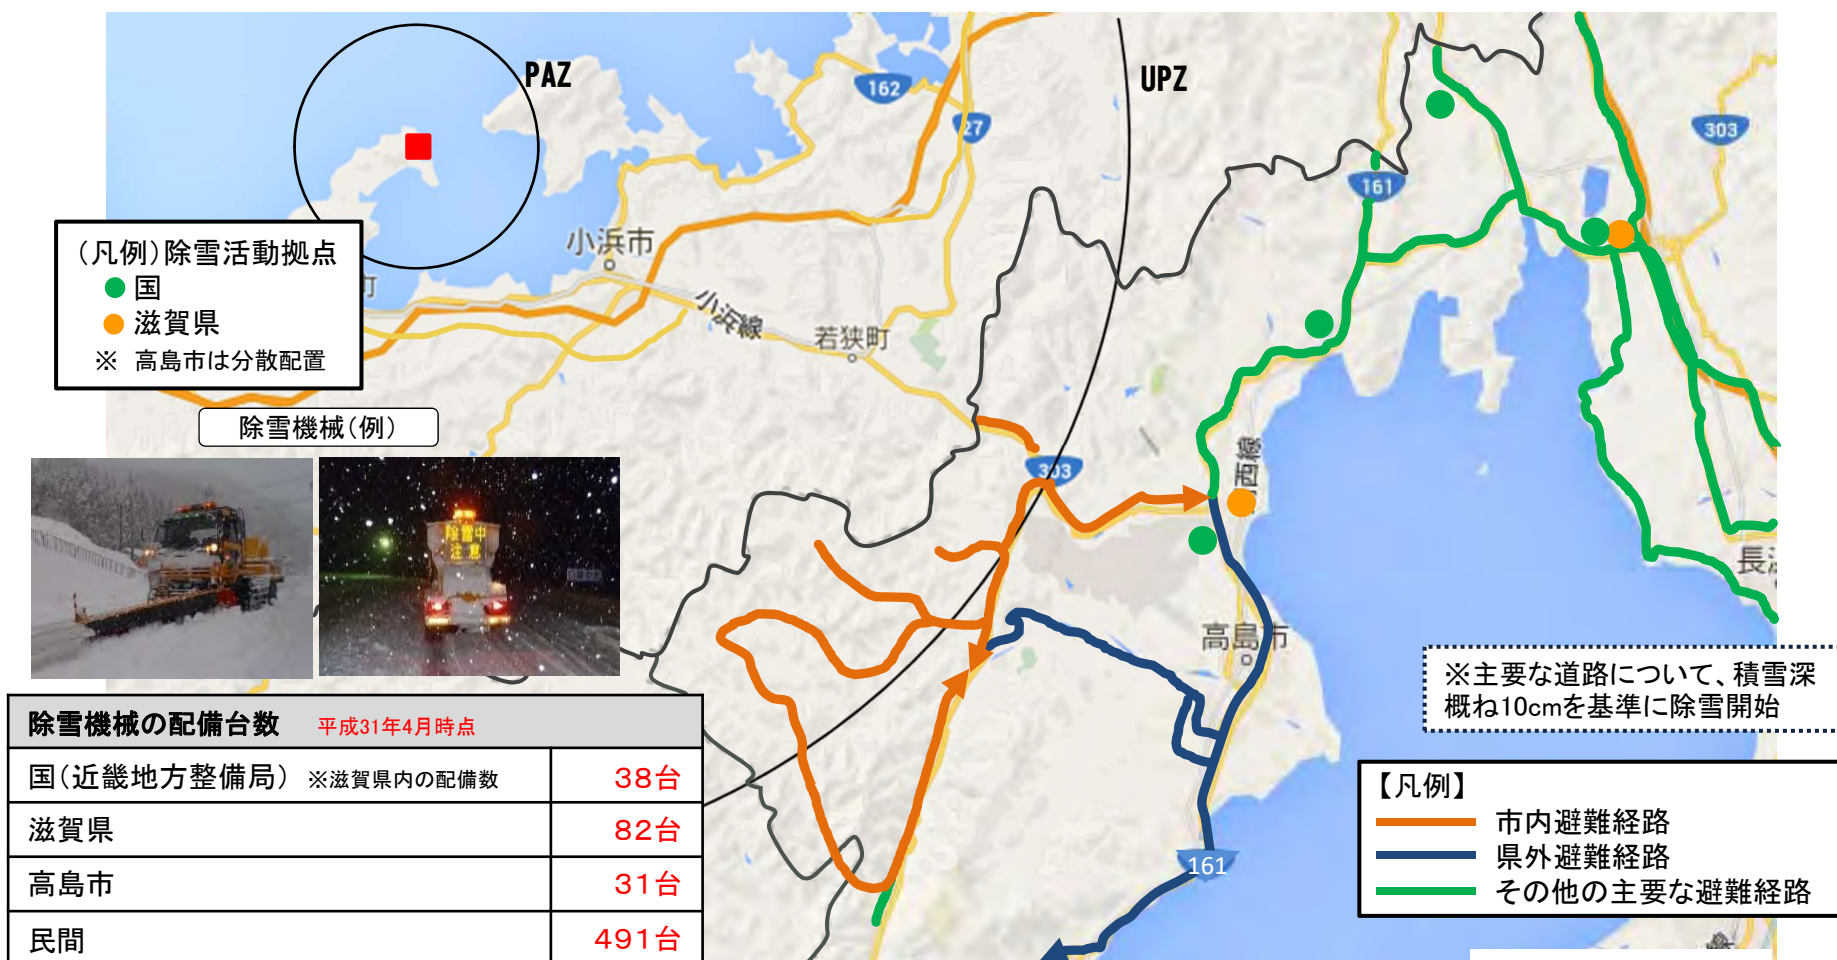 PAZ
UPZ
162
27
303
161
小浜市
(凡例)除雪活動拠点
国
滋賀県
※ 高島市は分散配置
町
小浜線
若狭町
除雪機械(例)
303
西線
除雪中
注意
高島市
長
※主要な道路について、積雪深
概ね10cmを基準に除雪開始
除雪機械の配備台数 平成31年4月時点
国(近畿地方整備局) ※滋賀県内の配備数 38台
滋賀県 82台
高島市 31台
民間 491台
【凡例】
市内避難経路
県外避難経路
その他の主要な避難経路
161